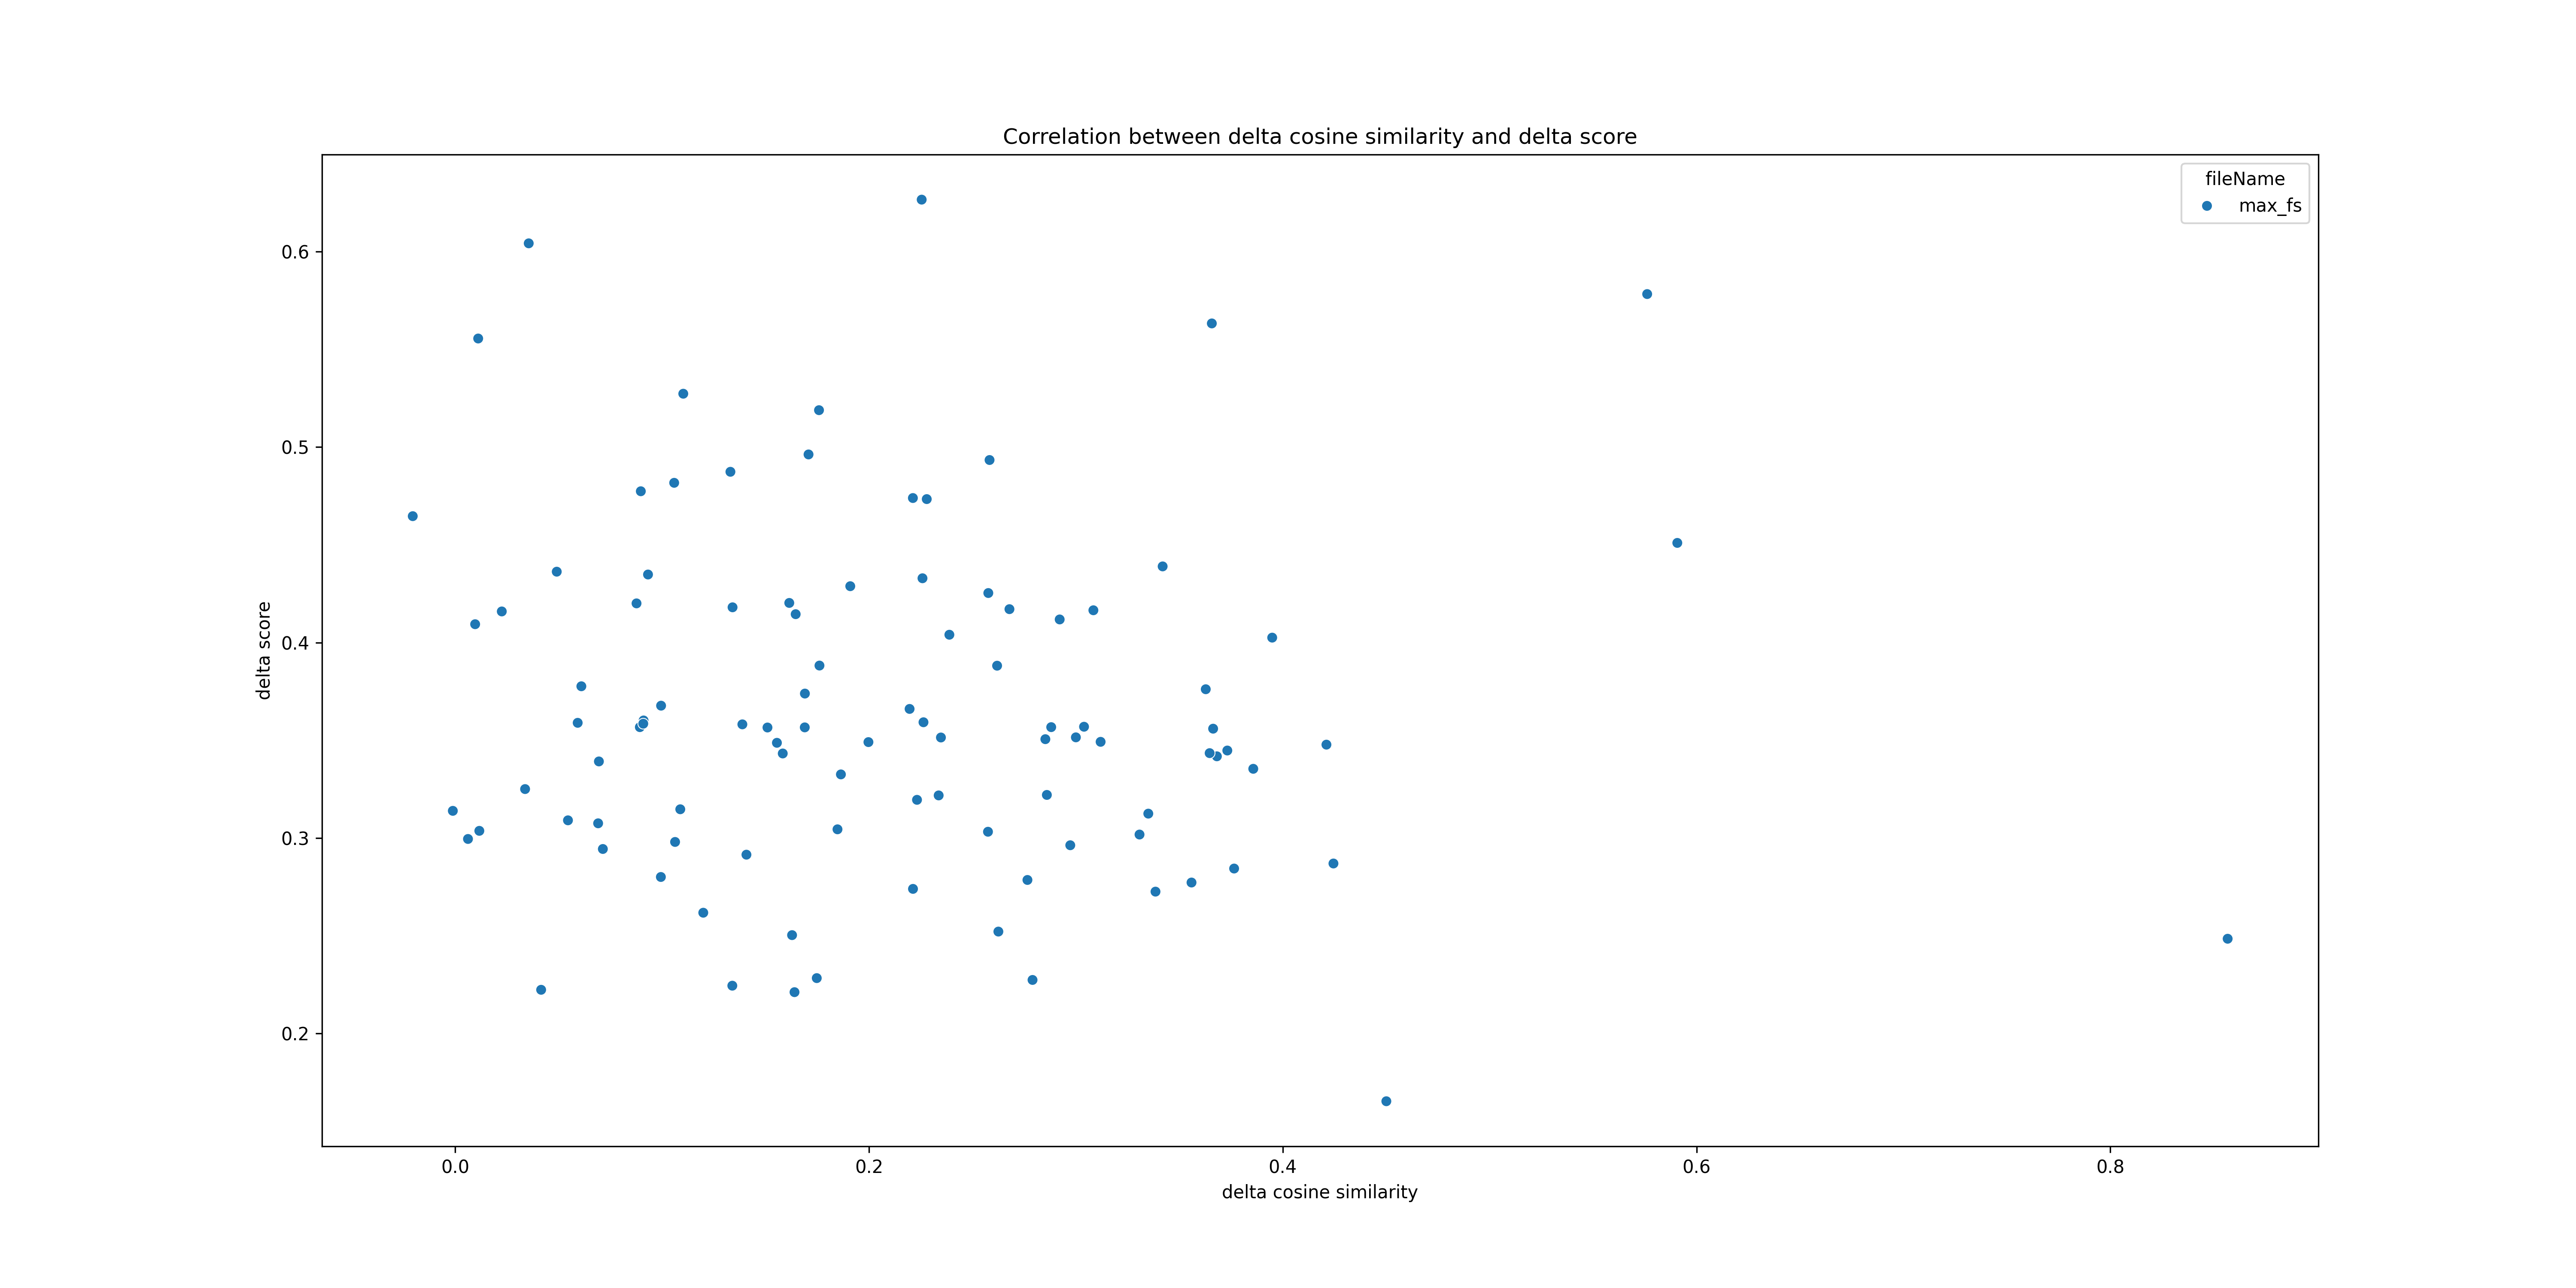 Correlation between delta cosine similarity and delta score
fileName
max_fs
0.6
0.5
0.4
0.3
0.2
delta score
0.0
0.2
0.4
0.6
0.8
delta cosine similarity